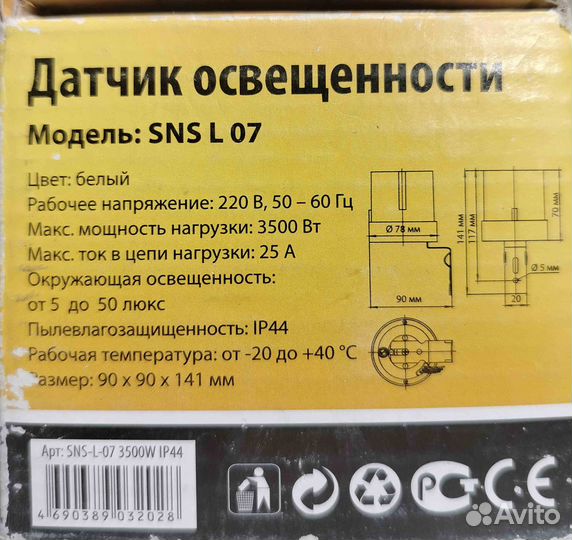 Датчик освещенности
Модель: SNS L 07
Цвет: белый
Рабочее напряжение: 220 В, 50 – 60 Гц
Макс. мощность нагрузки: 3500 Вт
Макс. ток в цепи нагрузки: 25 А
Окружающая освещенность:
от 5 до 50 люкс
Пылевлагозащищенность: IP44
Рабочая температура: от -20 до +40 °С
Размер: 90 х 90 х 141 мм
Ø 78 мм
90 мм
141 мм
117 мм
70 мм
Ø 5 мм
20
Арт: SNS-L-07 3500W IP44
4 690389 032028
РСТ
CE
Avito